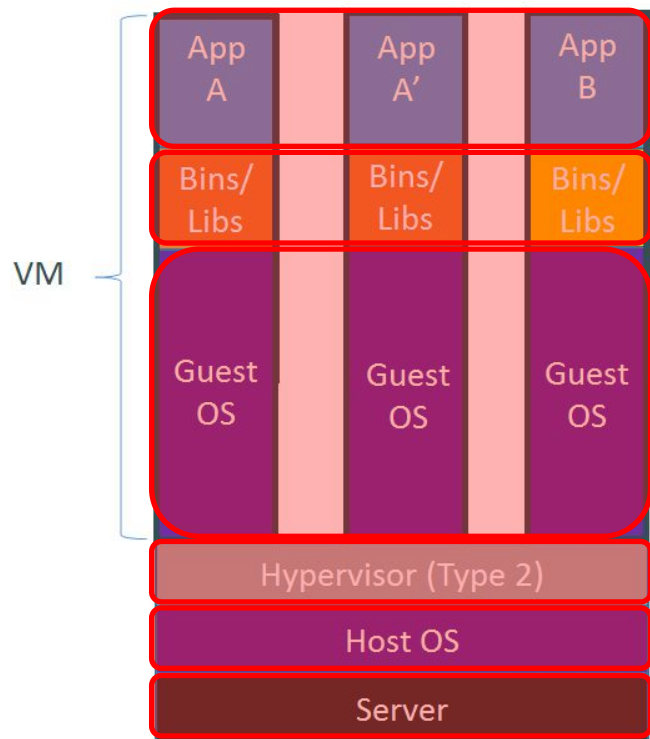 App
A
App
A’
App
B
Bins/
Libs
Bins/
Libs
Bins/
Libs
VM
Guest
OS
Guest
OS
Guest
OS
Hypervisor (Type 2)
Host OS
Server